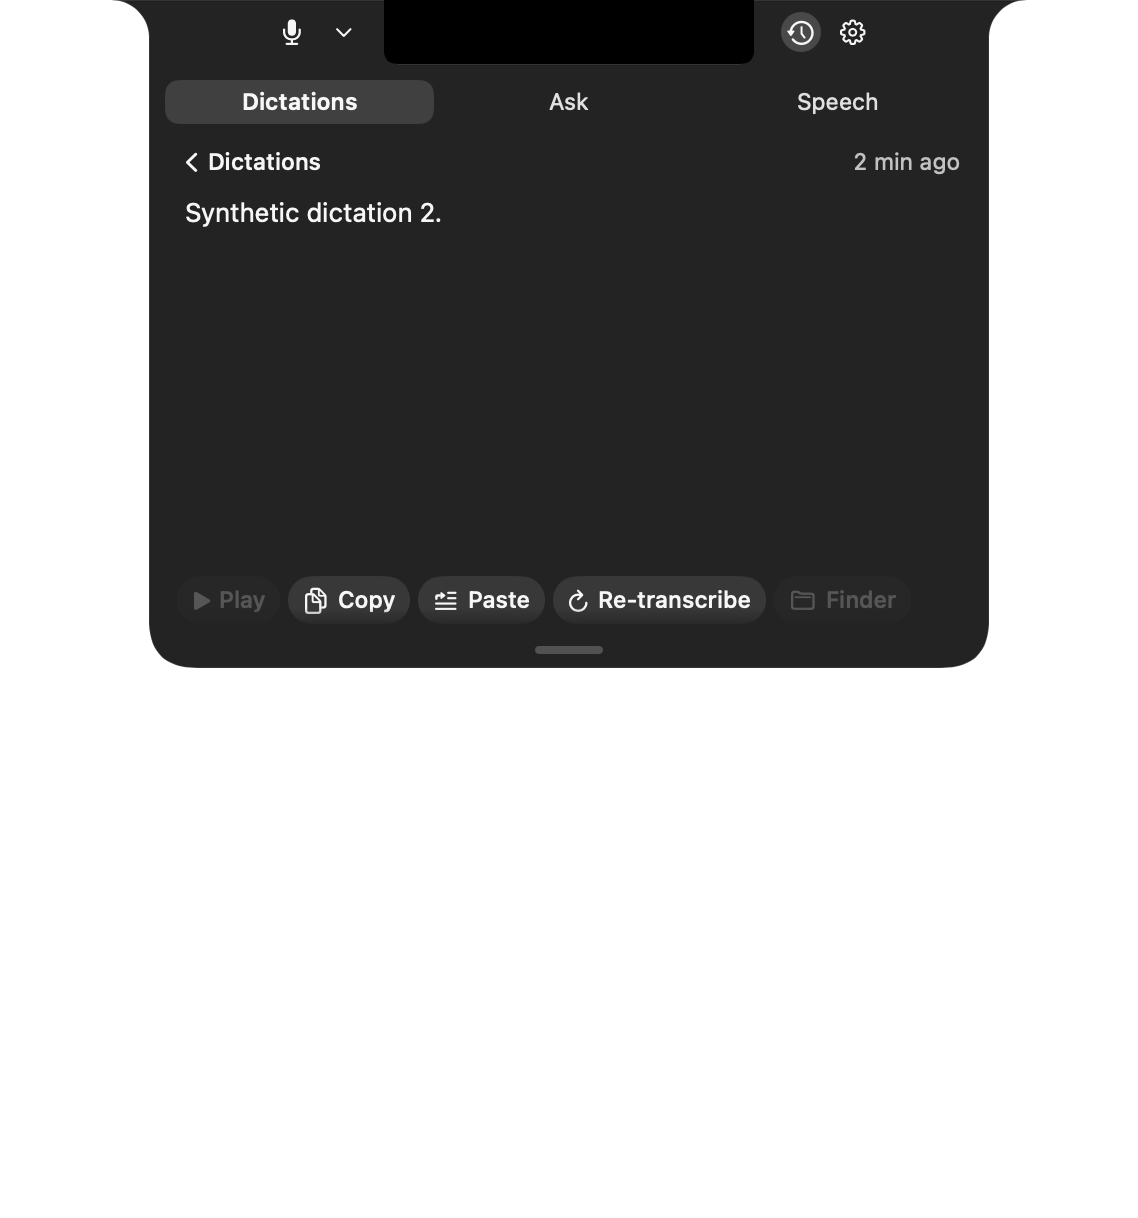 Dictations Ask Speech
Dictations 2 min ago
Synthetic dictation 2.
Play Copy Paste Re-transcribe Finder